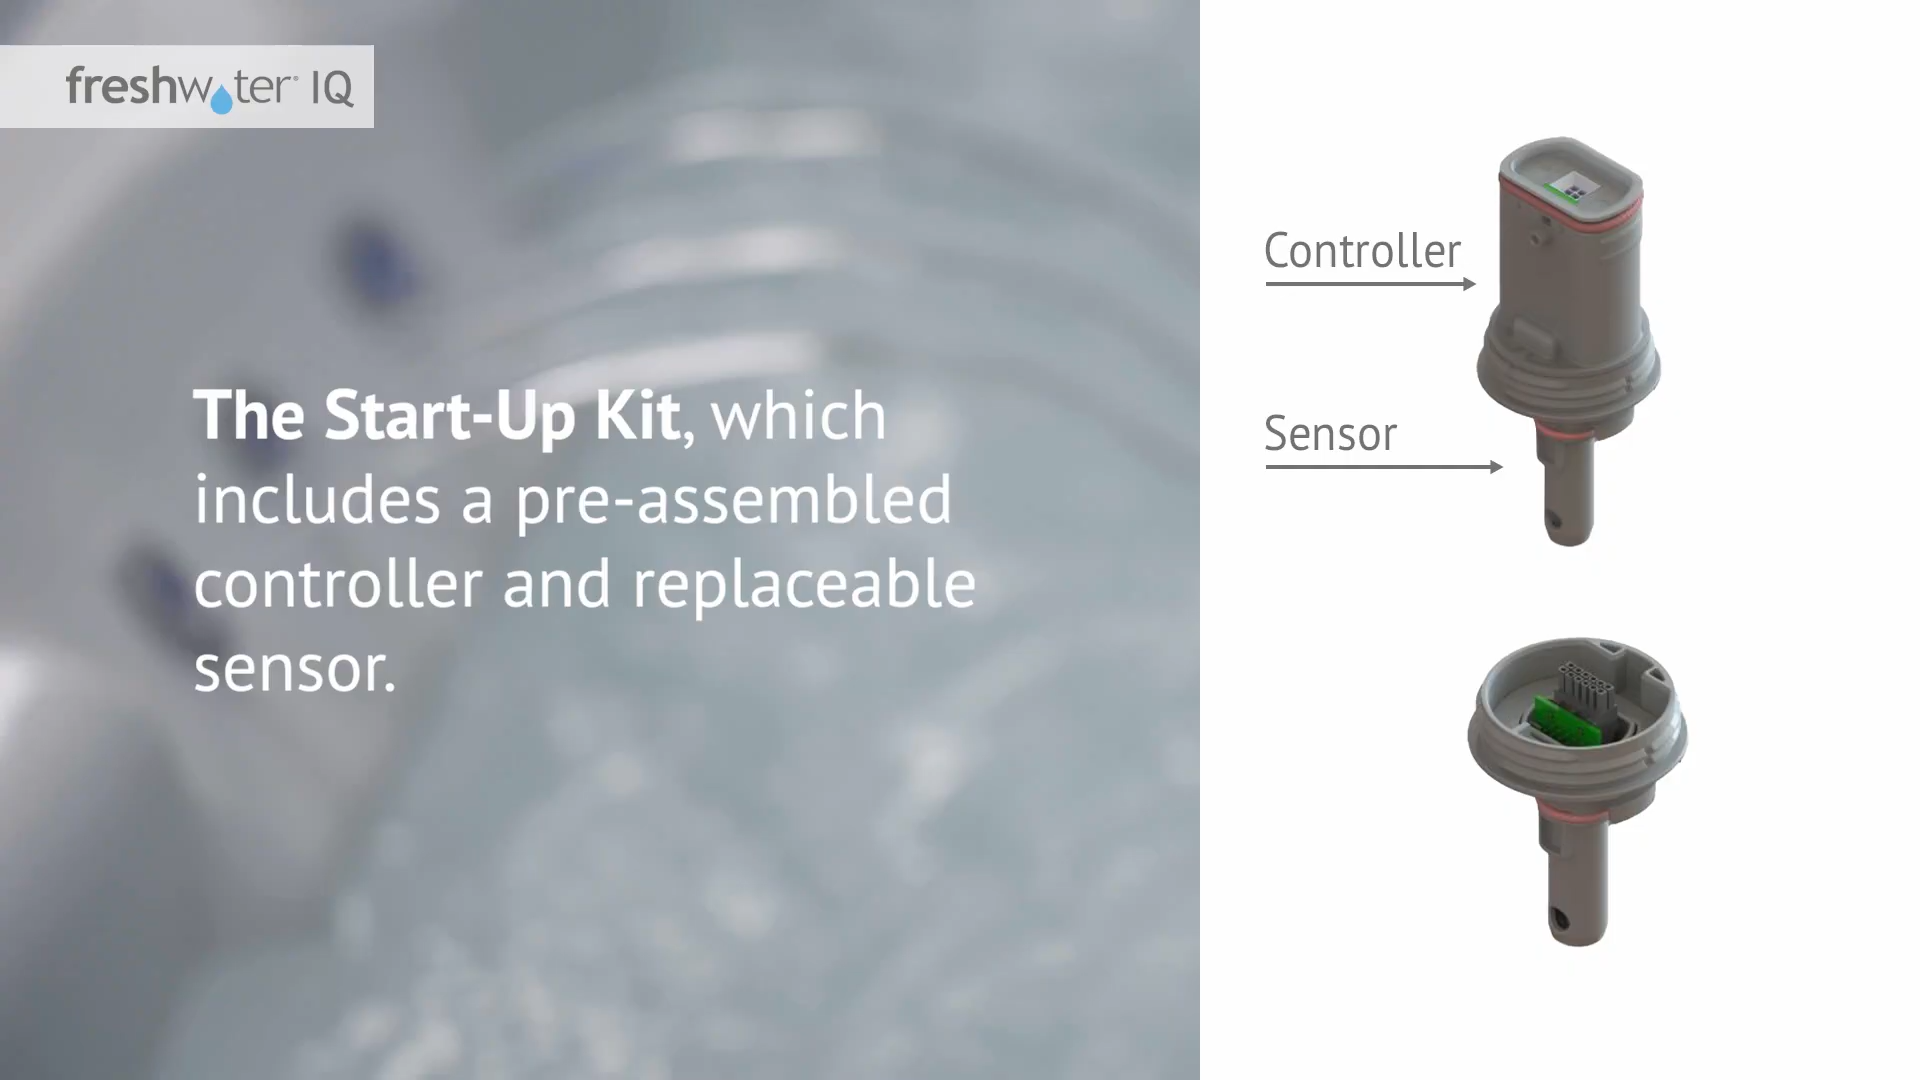 freshwater® IQ
The Start-Up Kit, which
includes a pre-assembled
controller and replaceable
sensor.
Controller
Sensor